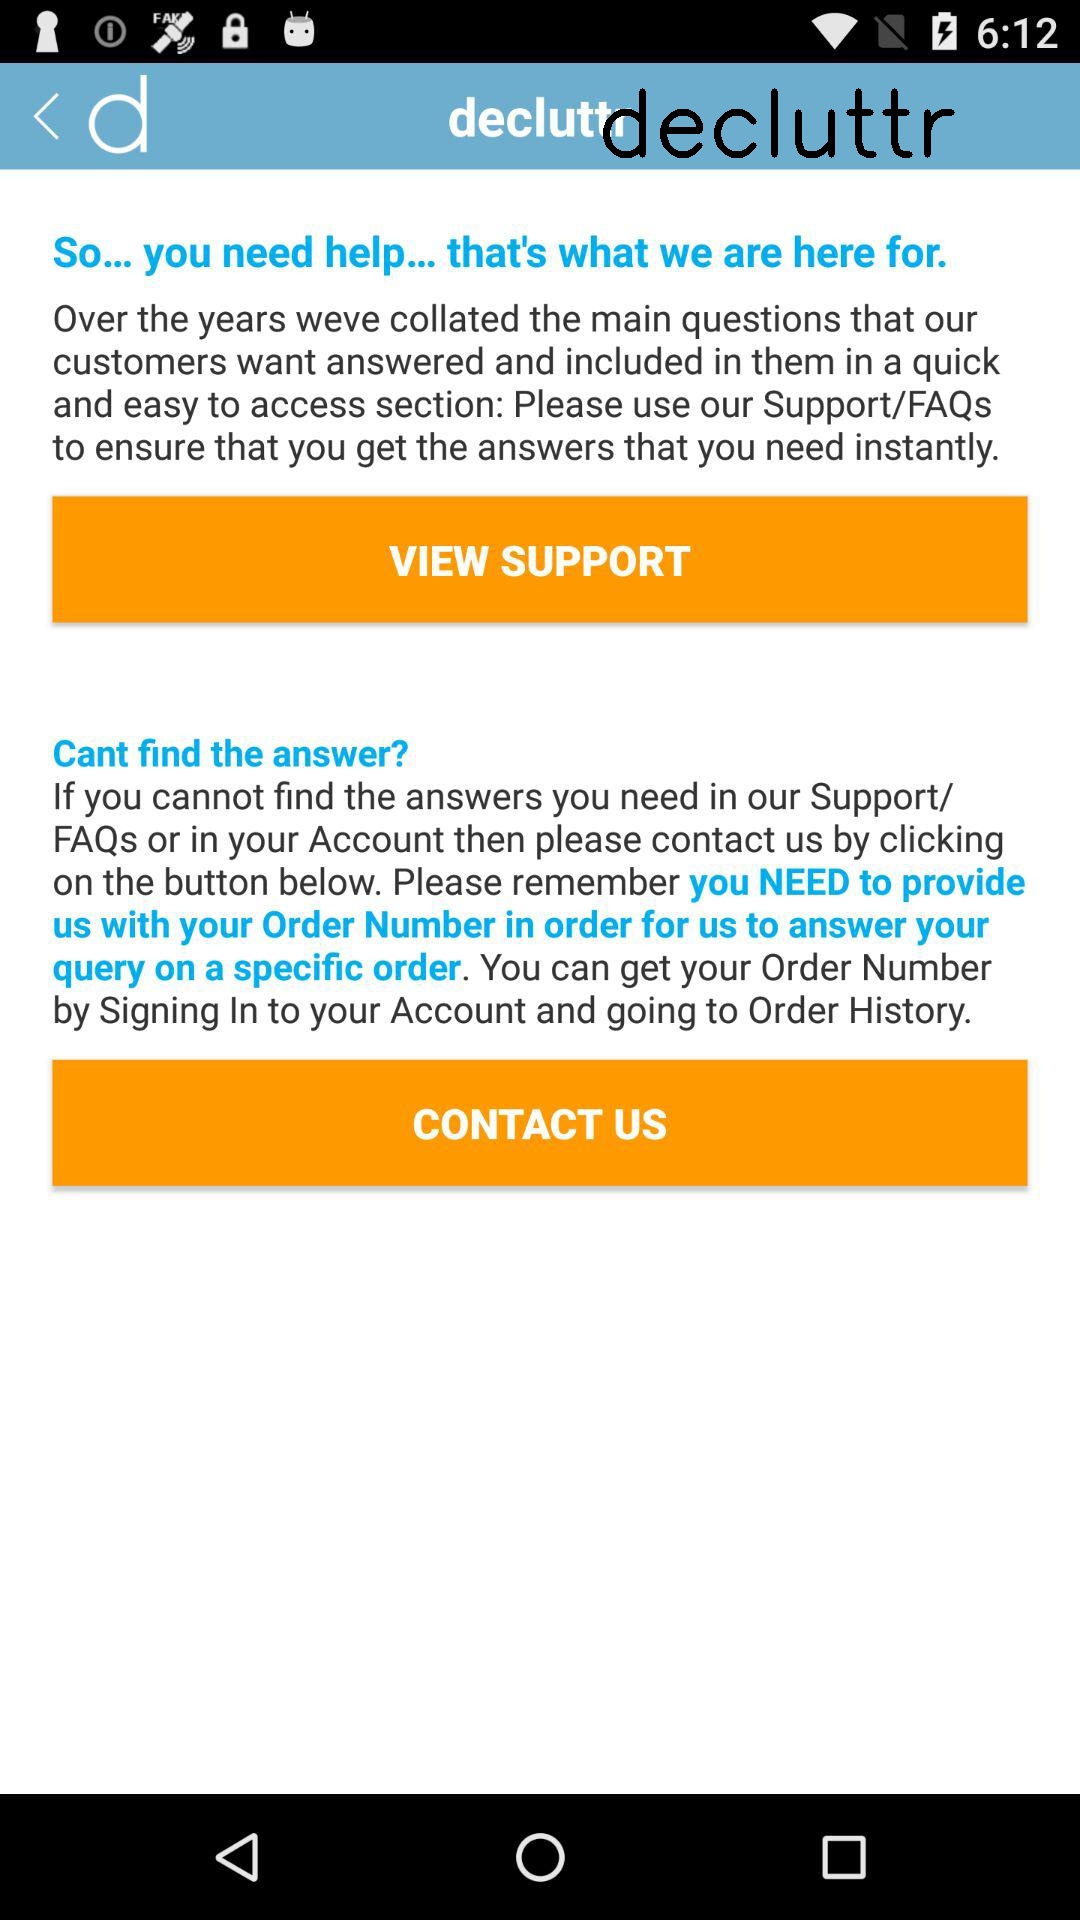 FAKE
6:12
d
decluttr
decluttr
So... you need help... that's what we are here for.
Over the years weve collated the main questions that our
customers want answered and included in them in a quick
and easy to access section: Please use our Support/FAQs
to ensure that you get the answers that you need instantly.
VIEW SUPPORT
Cant find the answer?
If you cannot find the answers you need in our Support/
FAQs or in your Account then please contact us by clicking
on the button below. Please remember you NEED to provide
us with your Order Number in order for us to answer your
query on a specific order. You can get your Order Number
by Signing In to your Account and going to Order History.
CONTACT US